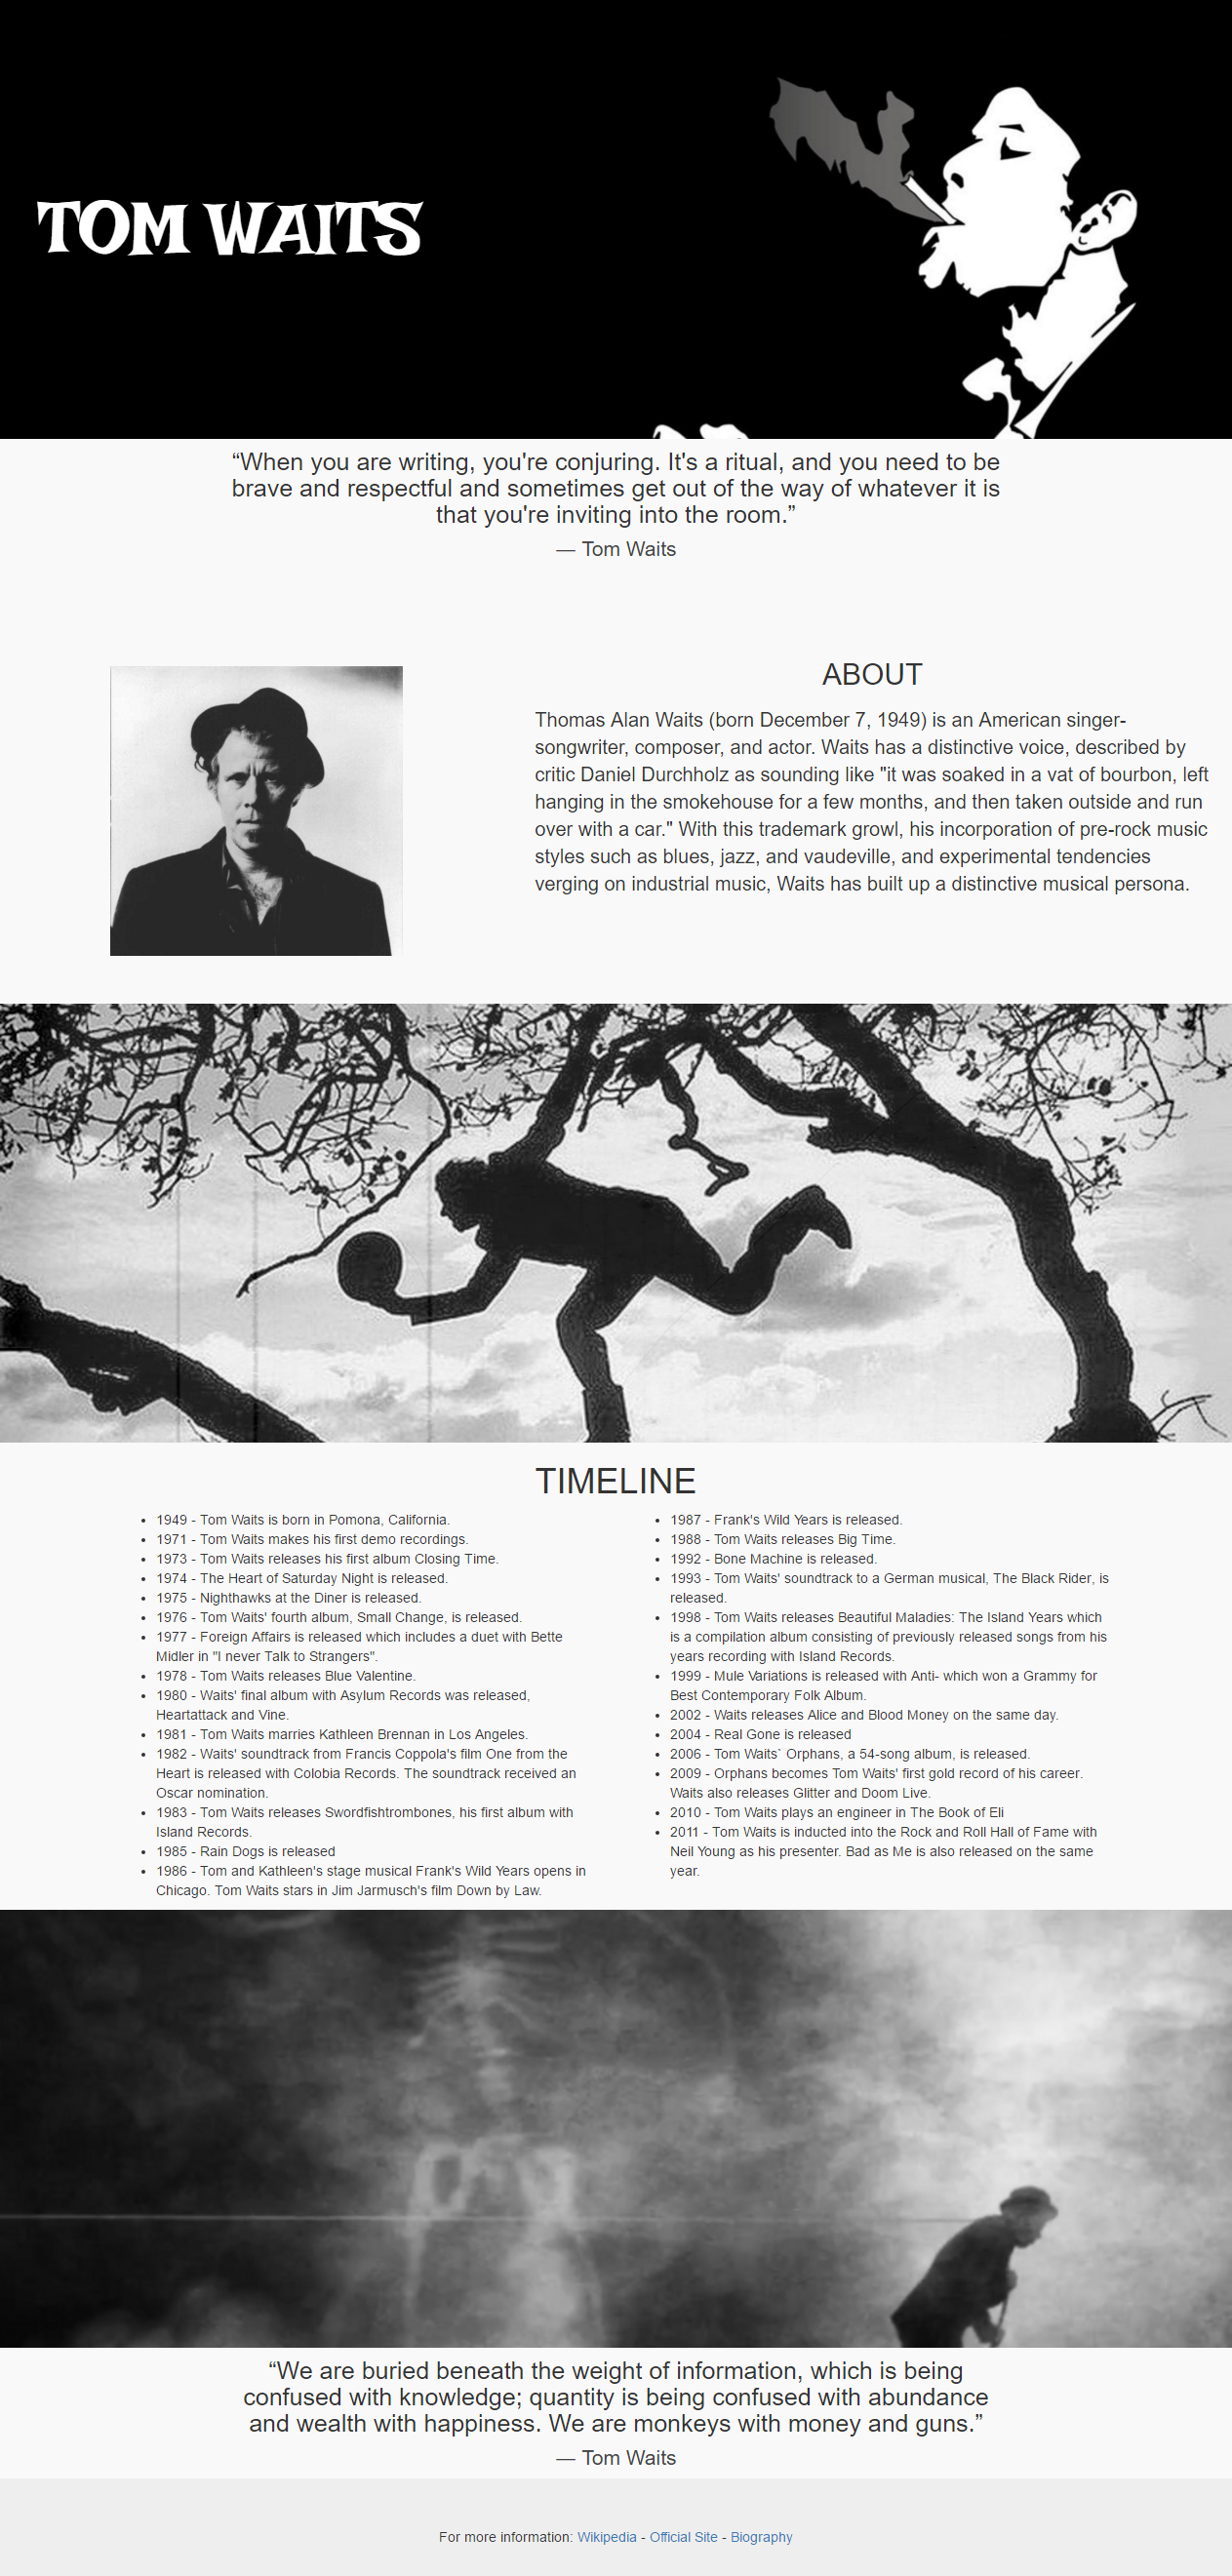 TOM WAITS
“When you are writing, you're conjuring. It's a ritual, and you need to be
brave and respectful and sometimes get out of the way of whatever it is
that you're inviting into the room.”
— Tom Waits
ABOUT
Thomas Alan Waits (born December 7, 1949) is an American singer-
songwriter, composer, and actor. Waits has a distinctive voice, described by
critic Daniel Durchholz as sounding like "it was soaked in a vat of bourbon, left
hanging in the smokehouse for a few months, and then taken outside and run
over with a car." With this trademark growl, his incorporation of pre-rock music
styles such as blues, jazz, and vaudeville, and experimental tendencies
verging on industrial music, Waits has built up a distinctive musical persona.
TIMELINE
• 1949 - Tom Waits is born in Pomona, California.
• 1971 - Tom Waits makes his first demo recordings.
• 1973 - Tom Waits releases his first album Closing Time.
• 1974 - The Heart of Saturday Night is released.
• 1975 - Nighthawks at the Diner is released.
• 1976 - Tom Waits' fourth album, Small Change, is released.
• 1977 - Foreign Affairs is released which includes a duet with Bette
Midler in "I never Talk to Strangers".
• 1978 - Tom Waits releases Blue Valentine.
• 1980 - Waits' final album with Asylum Records was released,
Heartattack and Vine.
• 1981 - Tom Waits marries Kathleen Brennan in Los Angeles.
• 1982 - Waits' soundtrack from Francis Coppola's film One from the
Heart is released with Colobia Records. The soundtrack received an
Oscar nomination.
• 1983 - Tom Waits releases Swordfishtrombones, his first album with
Island Records.
• 1985 - Rain Dogs is released
• 1986 - Tom and Kathleen's stage musical Frank's Wild Years opens in
Chicago. Tom Waits stars in Jim Jarmusch's film Down by Law.
• 1987 - Frank's Wild Years is released.
• 1988 - Tom Waits releases Big Time.
• 1992 - Bone Machine is released.
• 1993 - Tom Waits' soundtrack to a German musical, The Black Rider, is
released.
• 1998 - Tom Waits releases Beautiful Maladies: The Island Years which
is a compilation album consisting of previously released songs from his
years recording with Island Records.
• 1999 - Mule Variations is released with Anti- which won a Grammy for
Best Contemporary Folk Album.
• 2002 - Waits releases Alice and Blood Money on the same day.
• 2004 - Real Gone is released
• 2006 - Tom Waits` Orphans, a 54-song album, is released.
• 2009 - Orphans becomes Tom Waits' first gold record of his career.
Waits also releases Glitter and Doom Live.
• 2010 - Tom Waits plays an engineer in The Book of Eli
• 2011 - Tom Waits is inducted into the Rock and Roll Hall of Fame with
Neil Young as his presenter. Bad as Me is also released on the same
year.
“We are buried beneath the weight of information, which is being
confused with knowledge; quantity is being confused with abundance
and wealth with happiness. We are monkeys with money and guns.”
— Tom Waits
For more information: Wikipedia - Official Site - Biography